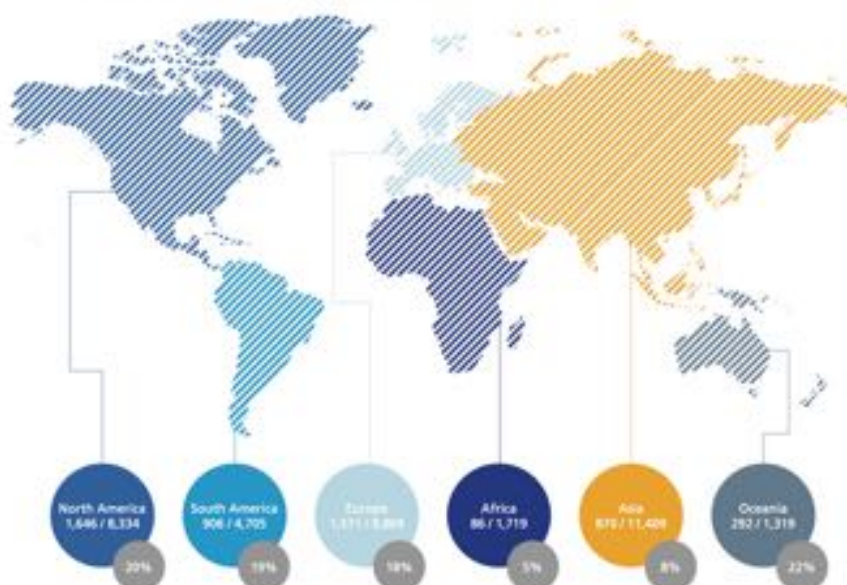 North America
1,646 / 8,334
20%
South America
906 / 4,705
19%
Europe
18%
Africa
86 / 1,719
5%
Asia
870 / 11,409
8%
Oceania
292 / 1,319
22%